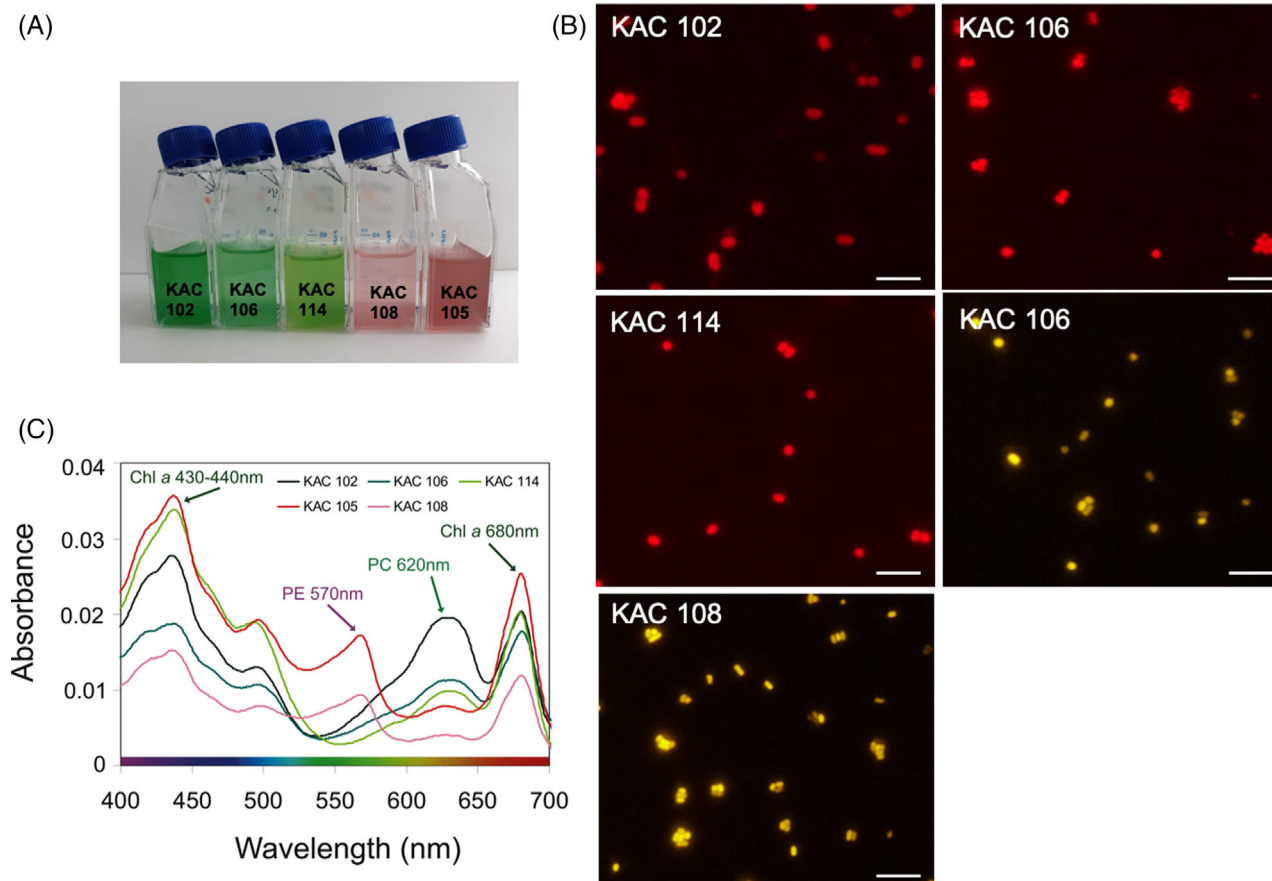 (A)
KAC
102
KAC
106
KAC
114
KAC
108
KAC
105
(B)
KAC 102
KAC 106
KAC 114
KAC 106
KAC 108
(C)
Absorbance
0.04
0.03
0.02
0.01
0
Chl a 430-440nm
KAC 102
KAC 106
KAC 114
KAC 105
KAC 108
Chl a 680nm
PE 570nm
PC 620nm
400
450
500
550
600
650
700
Wavelength (nm)